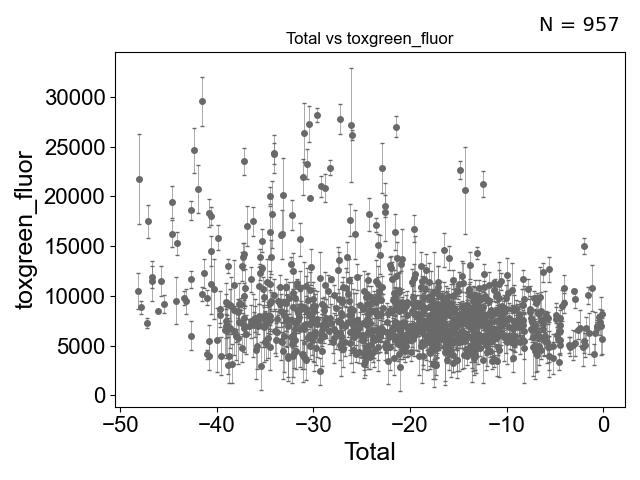 N = 957
Total vs toxgreen_fluor
toxgreen_fluor
30000
25000
20000
15000
10000
5000
0
−50 −40 −30 −20 −10 0
Total